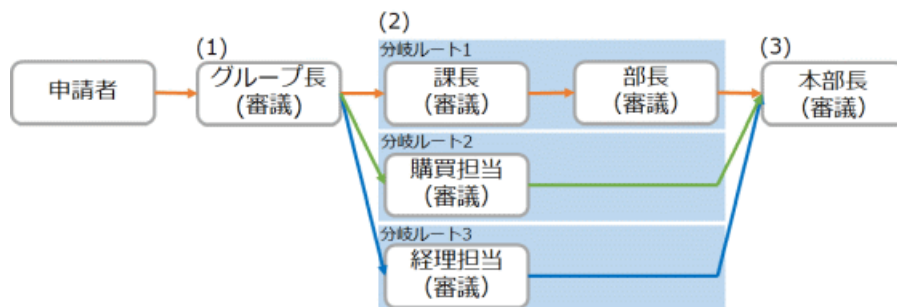 (1)
(2)
(3)
申請者
グループ長
(審議)
分岐ルート1
課長
(審議)
部長
(審議)
本部長
(審議)
分岐ルート2
購買担当
(審議)
分岐ルート3
経理担当
(審議)